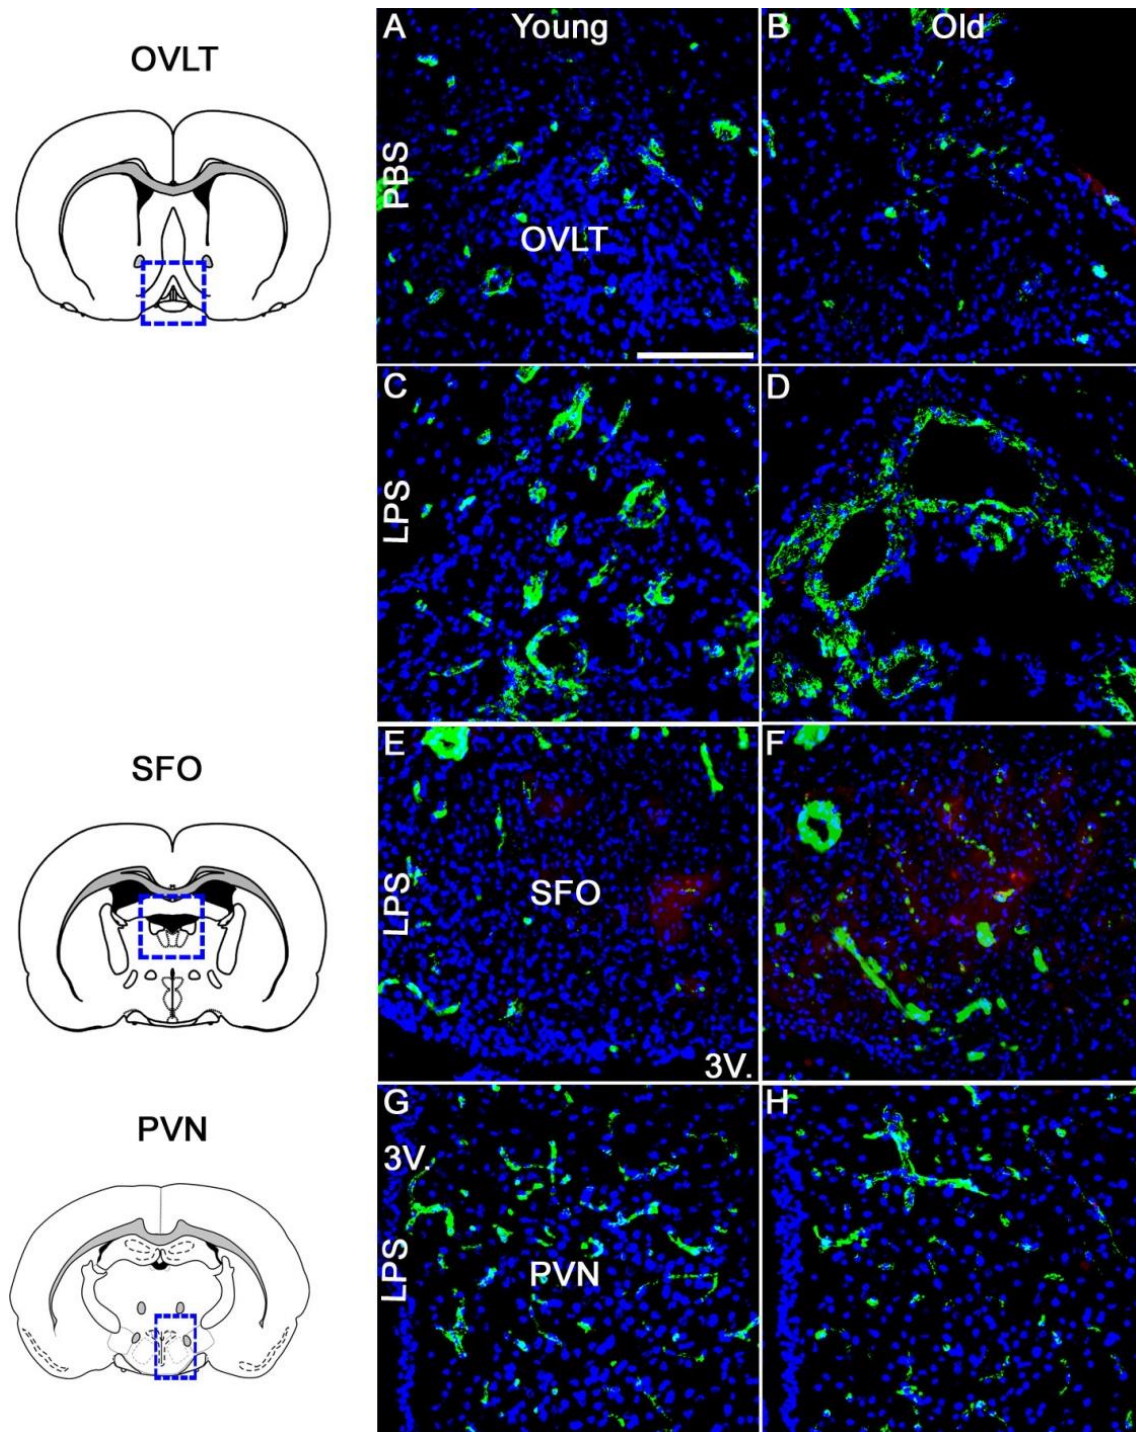 OVLT
A Young
B Old
PBS
OVLT
C
D
LPS
SFO
E
F
LPS
SFO
3V.
PVN
G
H
3V.
LPS
PVN